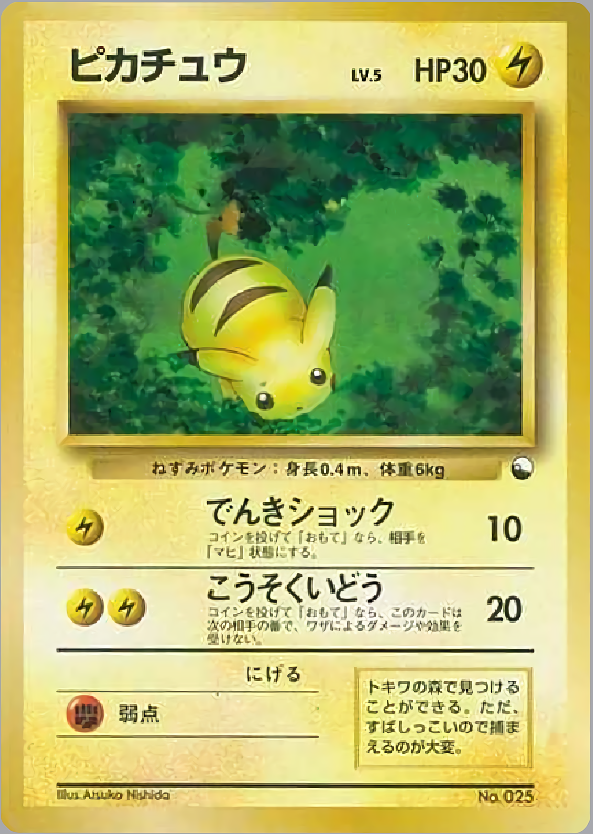 ピカチュウ LV.5 HP30
ねずみポケモン：身長0.4m、体重6kg
でんきショック 10
コインを投げて「おもて」なら、相手を
「マヒ」状態にする。
こうそくいどう 20
コインを投げて「おもて」なら、このカードは
次の相手の番で、ワザによるダメージや効果を
受けない。
にげる
弱点
トキワの森で見つける
ことができる。ただ、
すばしっこいので捕ま
えるのが大変。
Illus. Atsuko Nishida No. 025